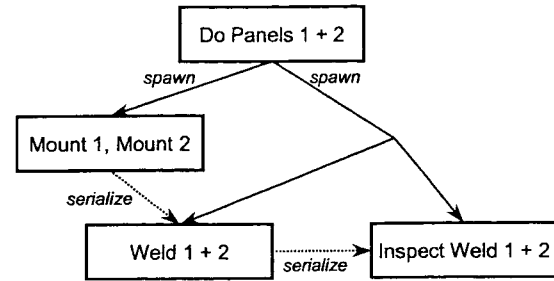 Do Panels 1 + 2
spawn
spawn
Mount 1, Mount 2
serialize
Weld 1 + 2
serialize
Inspect Weld 1 + 2